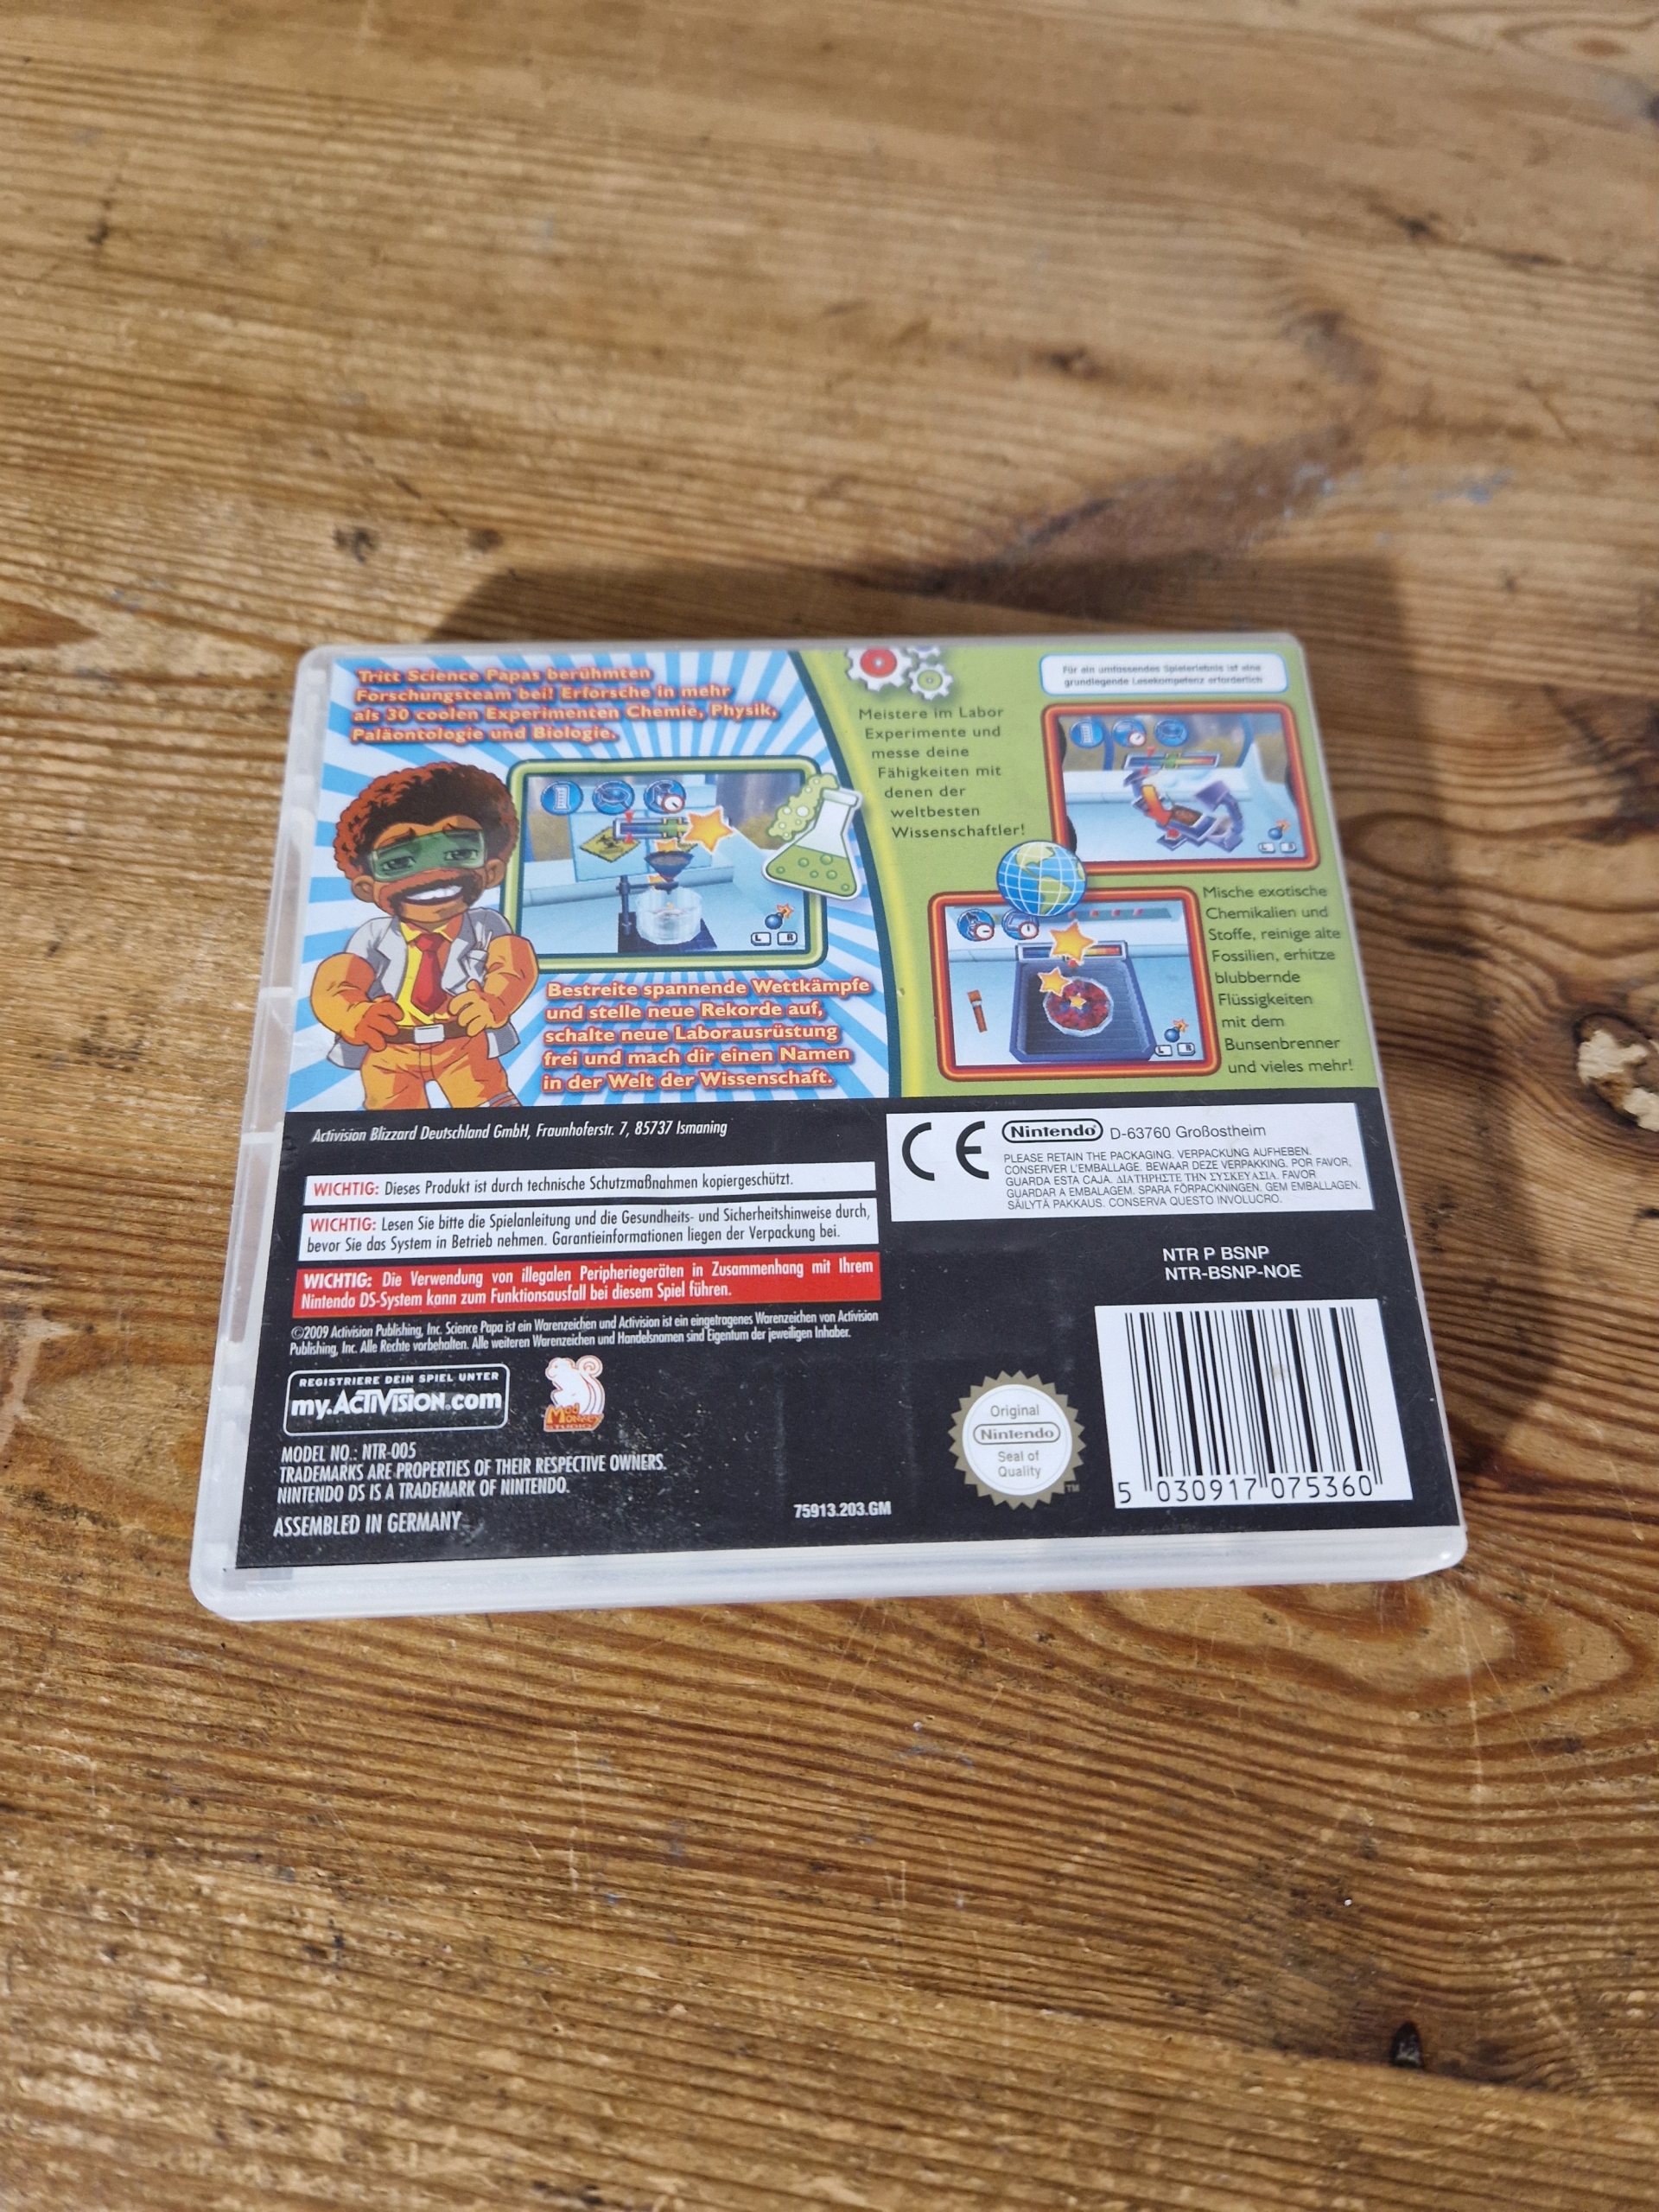 Tritt Science Papas berühmten
Forschungsteam bei! Erforsche in mehr
als 30 coolen Experimenten Chemie, Physik,
Paläontologie und Biologie.
Bestreite spannende Wettkämpfe
und stelle neue Rekorde auf,
schalte neue Laborausrüstung
frei und mach dir einen Namen
in der Welt der Wissenschaft.
Meistere im Labor
Experimente und
messe deine
Fähigkeiten mit
denen der
weltbesten
Wissenschaftler!
Für ein umfassendes Spielerlebnis ist eine
grundlegende Lesekompetenz erforderlich
Mische exotische
Chemikalien und
Stoffe, reinige alte
Fossilien, erhitze
blubbernde
Flüssigkeiten
mit dem
Bunsenbrenner
und vieles mehr!
L R
L R
L R
Activision Blizzard Deutschland GmbH, Fraunhoferstr. 7, 85737 Ismaning
WICHTIG: Dieses Produkt ist durch technische Schutzmaßnahmen kopiergeschützt.
WICHTIG: Lesen Sie bitte die Spielanleitung und die Gesundheits- und Sicherheitshinweise durch,
bevor Sie das System in Betrieb nehmen. Garantieinformationen liegen der Verpackung bei.
WICHTIG: Die Verwendung von illegalen Peripheriegeräten in Zusammenhang mit Ihrem
Nintendo DS-System kann zum Funktionsausfall bei diesem Spiel führen.
©2009 Activision Publishing, Inc. Science Papa ist ein Warenzeichen und Activision ist ein eingetragenes Warenzeichen von Activision
Publishing, Inc. Alle Rechte vorbehalten. Alle weiteren Warenzeichen und Handelsnamen sind Eigentum der jeweiligen Inhaber.
REGISTRIERE DEIN SPIEL UNTER
my.ACTIVISION.com
Mad
Monkey
STUDIOS
MODEL NO.: NTR-005
TRADEMARKS ARE PROPERTIES OF THEIR RESPECTIVE OWNERS.
NINTENDO DS IS A TRADEMARK OF NINTENDO.
ASSEMBLED IN GERMANY
75913.203.GM
CE
Nintendo® D-63760 Großostheim
PLEASE RETAIN THE PACKAGING. VERPACKUNG AUFHEBEN.
CONSERVER L'EMBALLAGE. BEWAAR DEZE VERPAKKING. POR FAVOR,
GUARDA ESTA CAJA. ΔΙΑΤΗΡΗΣΤΕ ΤΗΝ ΣΥΣΚΕΥΑΣΙΑ. FAVOR
GUARDAR A EMBALAGEM. SPARA FÖRPACKNINGEN. GEM EMBALLAGEN.
SÄILYTÄ PAKKAUS. CONSERVA QUESTO INVOLUCRO.
NTR P BSNP
NTR-BSNP-NOE
Original
Nintendo
Seal of
Quality
TM
5 030917 075360